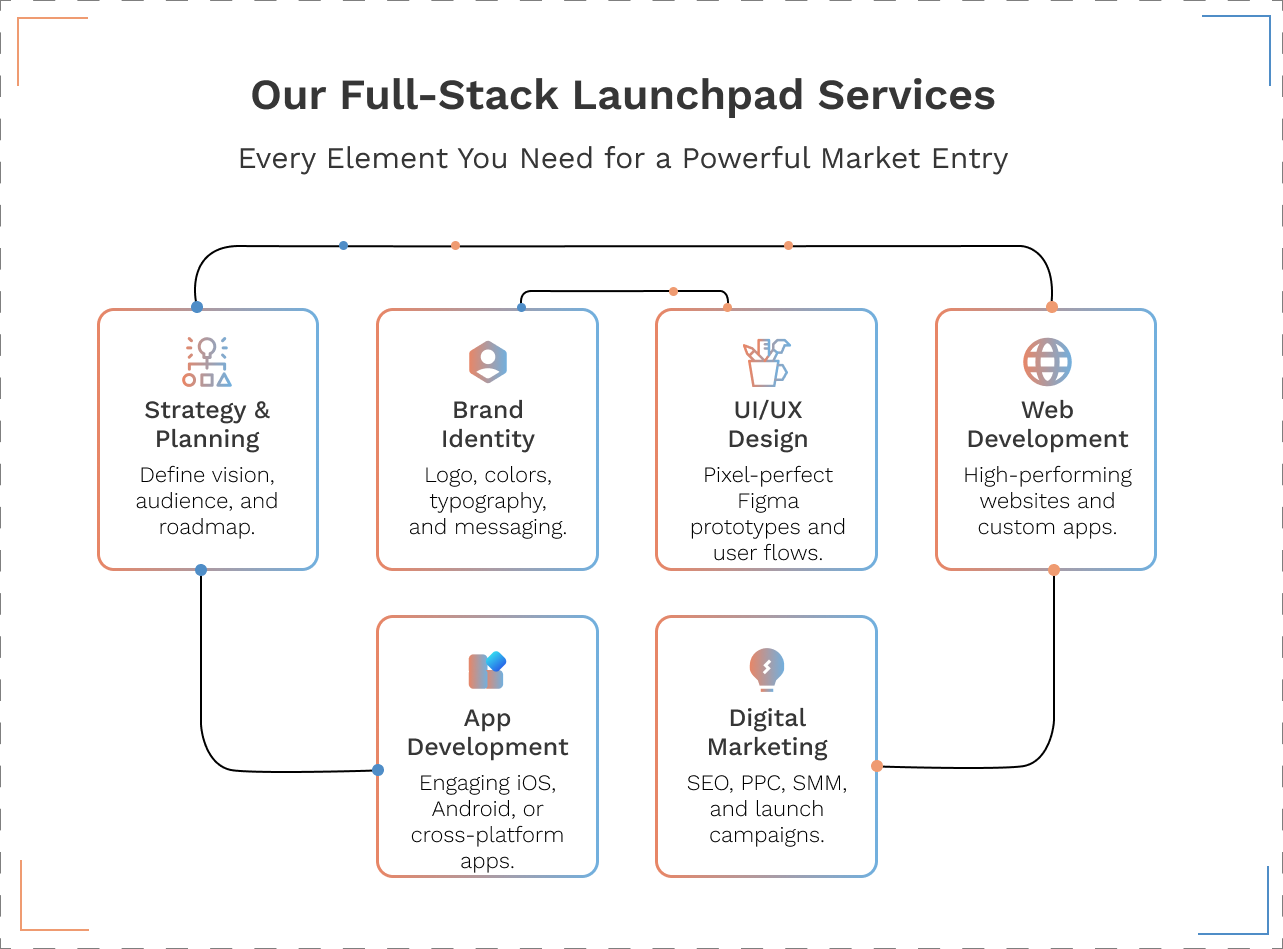 Our Full-Stack Launchpad Services
Every Element You Need for a Powerful Market Entry
Strategy &
Planning
Define vision,
audience, and
roadmap.
Brand
Identity
Logo, colors,
typography,
and messaging.
UI/UX
Design
Pixel-perfect
Figma
prototypes and
user flows.
Web
Development
High-performing
websites and
custom apps.
App
Development
Engaging iOS,
Android, or
cross-platform
apps.
Digital
Marketing
SEO, PPC, SMM,
and launch
campaigns.